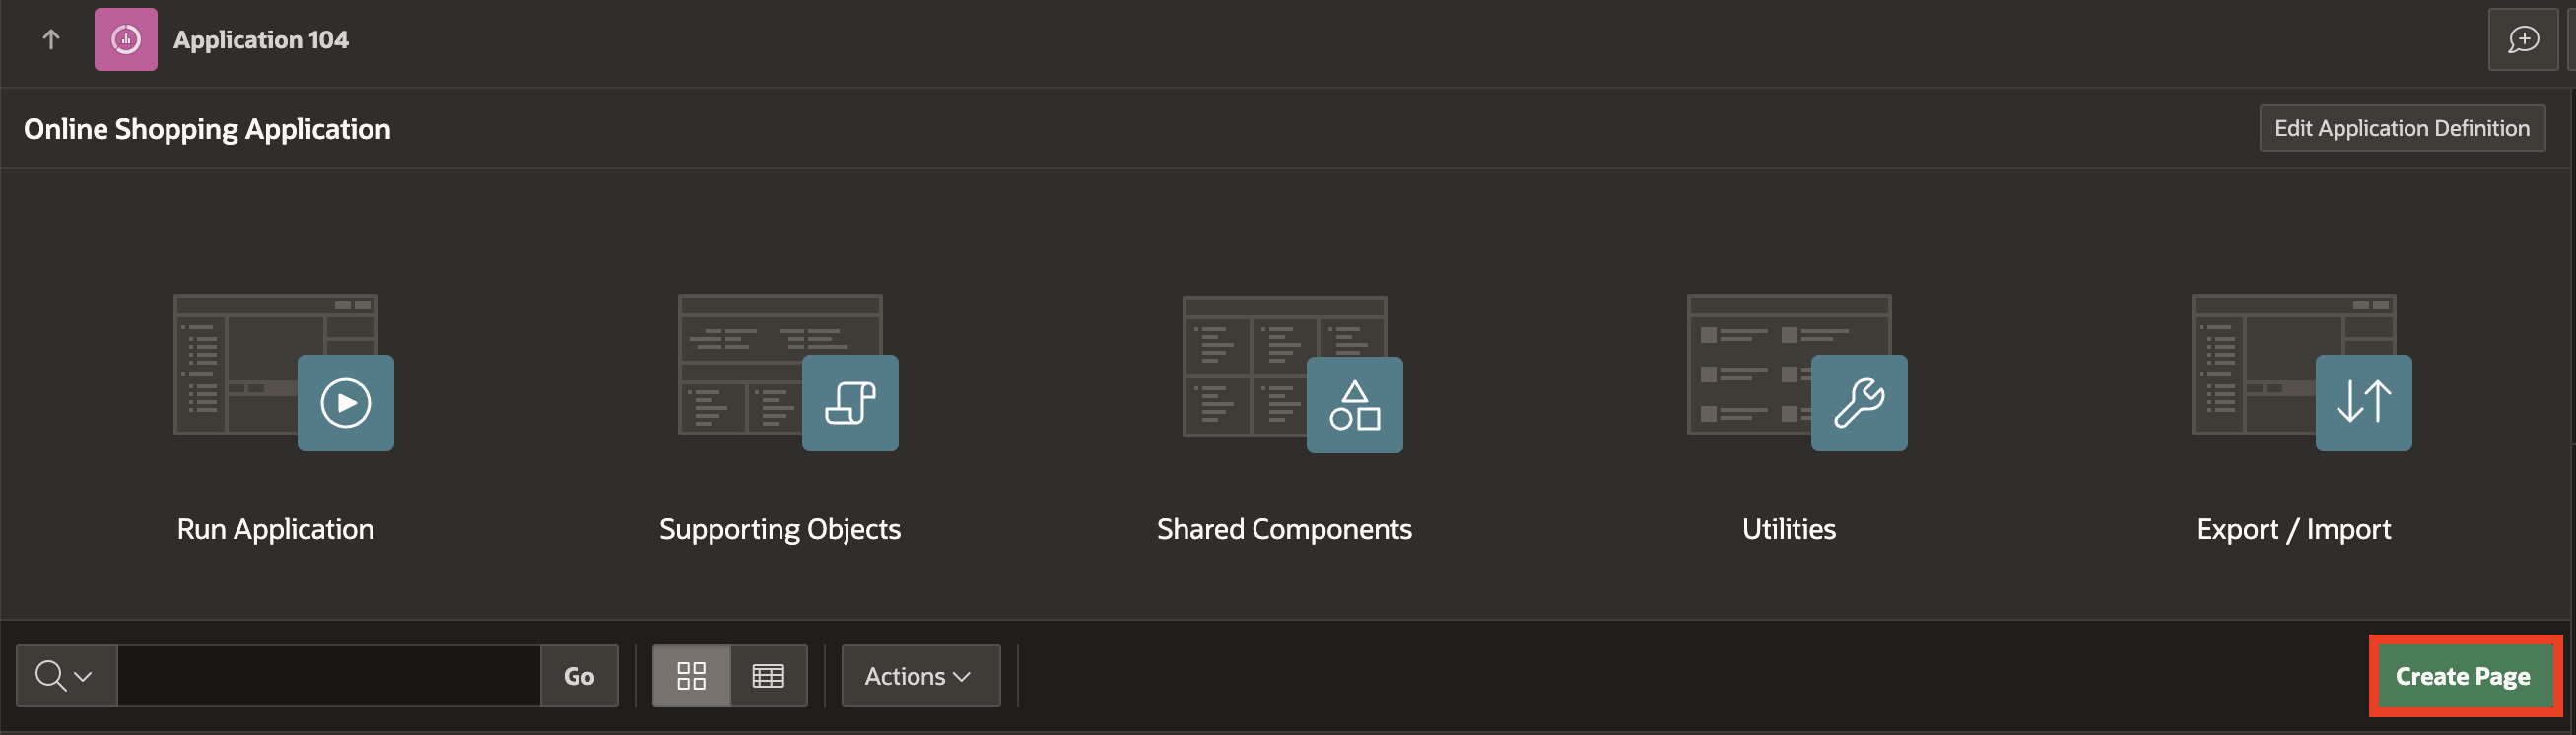 Application 104
Online Shopping Application
Edit Application Definition
Run Application
Supporting Objects
Shared Components
Utilities
Export / Import
Go
Actions
Create Page